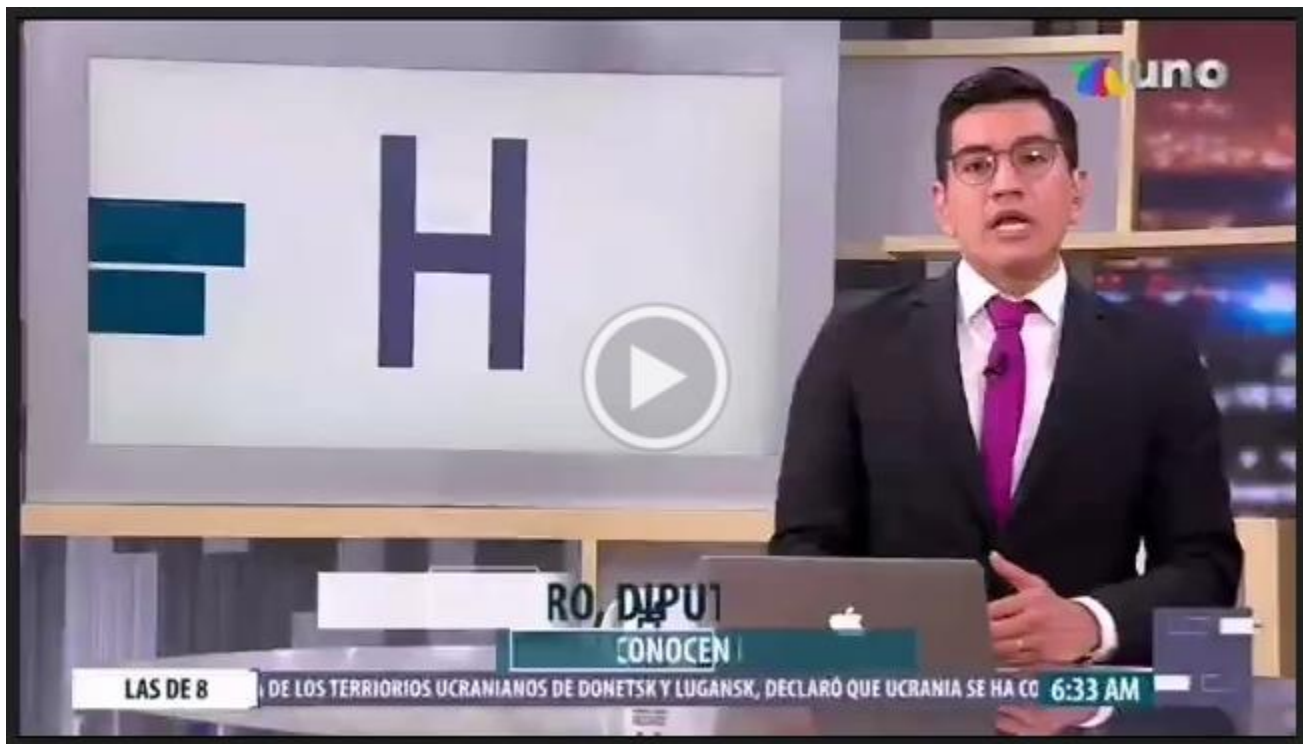 uno
H
RO, DIPUT
CONOCEN
LAS DE 8
A DE LOS TERRIORIOS UCRANIANOS DE DONETSK Y LUGANSK, DECLARÓ QUE UCRANIA SE HA CO
6:33 AM